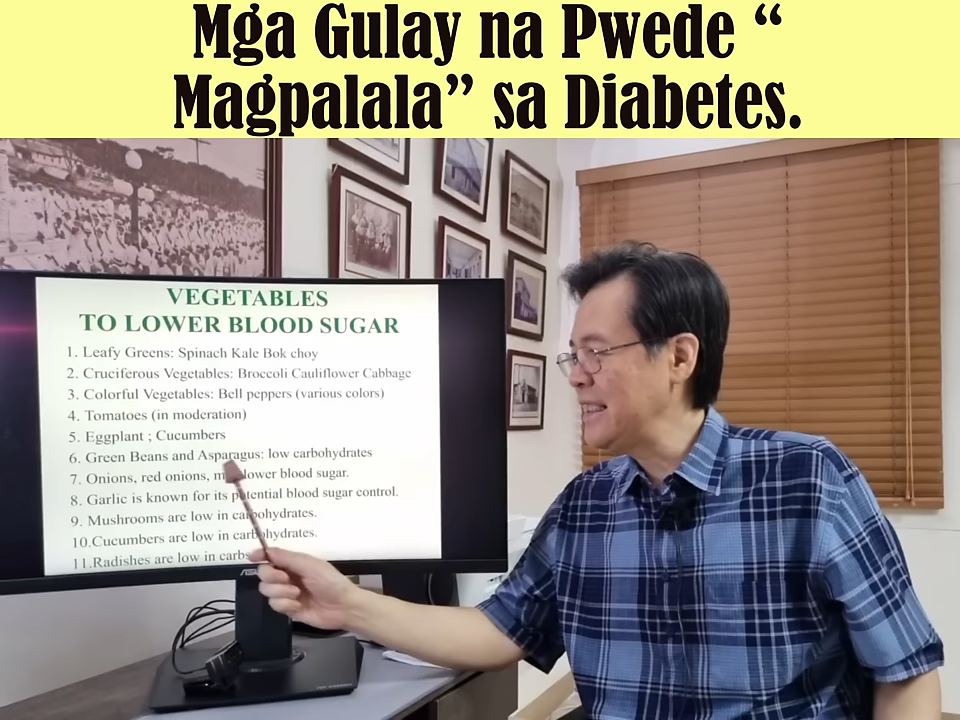 Mga Gulay na Pwede “
Magpalala” sa Diabetes.
VEGETABLES
TO LOWER BLOOD SUGAR
1. Leafy Greens: Spinach Kale Bok choy
2. Cruciferous Vegetables: Broccoli Cauliflower Cabbage
3. Colorful Vegetables: Bell peppers (various colors)
4. Tomatoes (in moderation)
5. Eggplant ; Cucumbers
6. Green Beans and Asparagus: low carbohydrates
7. Onions, red onions, lower blood sugar.
8. Garlic is known for its potential blood sugar control.
9. Mushrooms are low in carbohydrates.
10.Cucumbers are low in carbohydrates.
11.Radishes are low in carbs